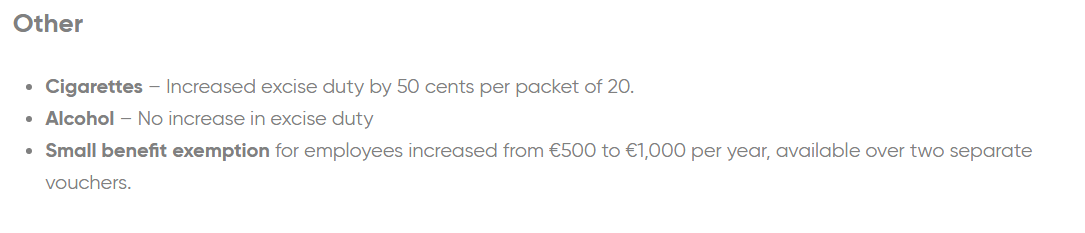 Other
• Cigarettes – Increased excise duty by 50 cents per packet of 20.
• Alcohol – No increase in excise duty
• Small benefit exemption for employees increased from €500 to €1,000 per year, available over two separate
vouchers.